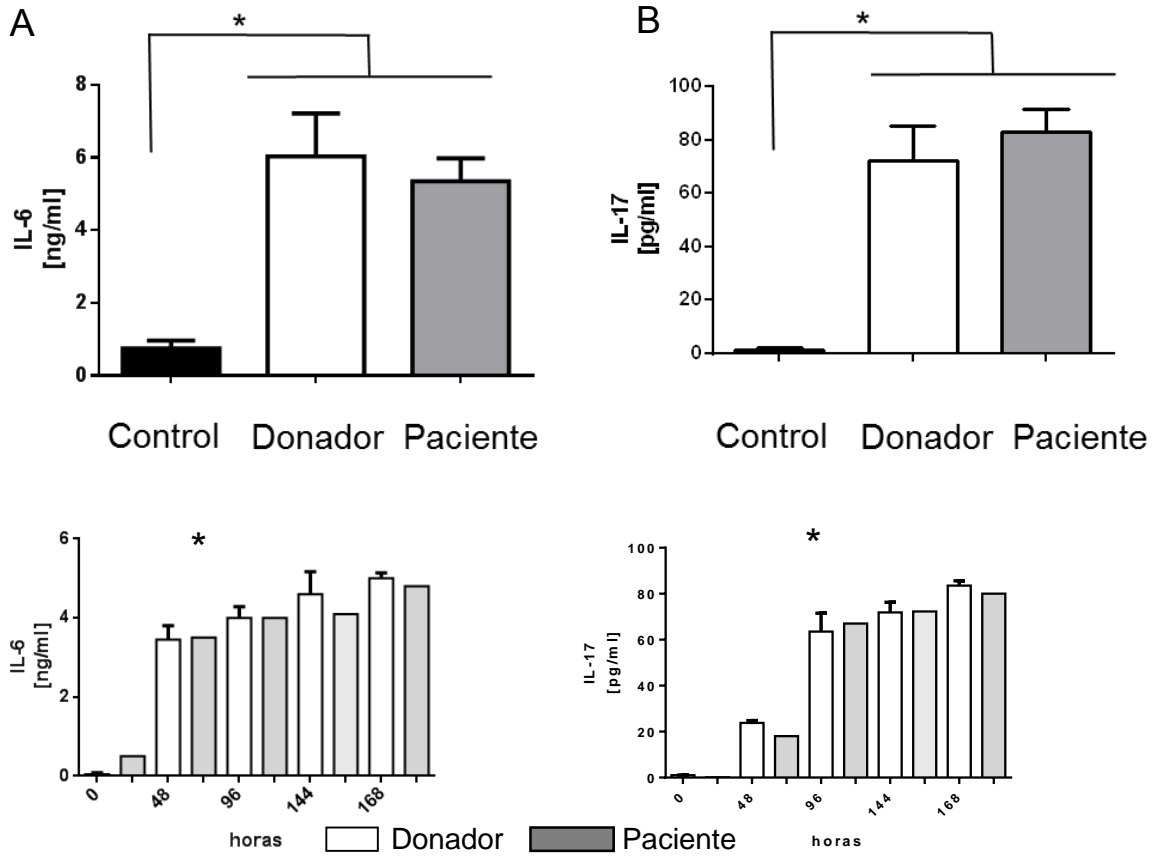 A
*
8
6
4
2
0
IL-6
[ng/ml]
Control Donador Paciente
B
*
100
80
60
40
20
0
IL-17
[pg/ml]
Control Donador Paciente
*
6
4
2
0
IL-6
[ng/ml]
0 48 96 144 168
horas
*
100
80
60
40
20
0
IL-17
[pg/ml]
0 48 96 144 168
horas
Donador Paciente